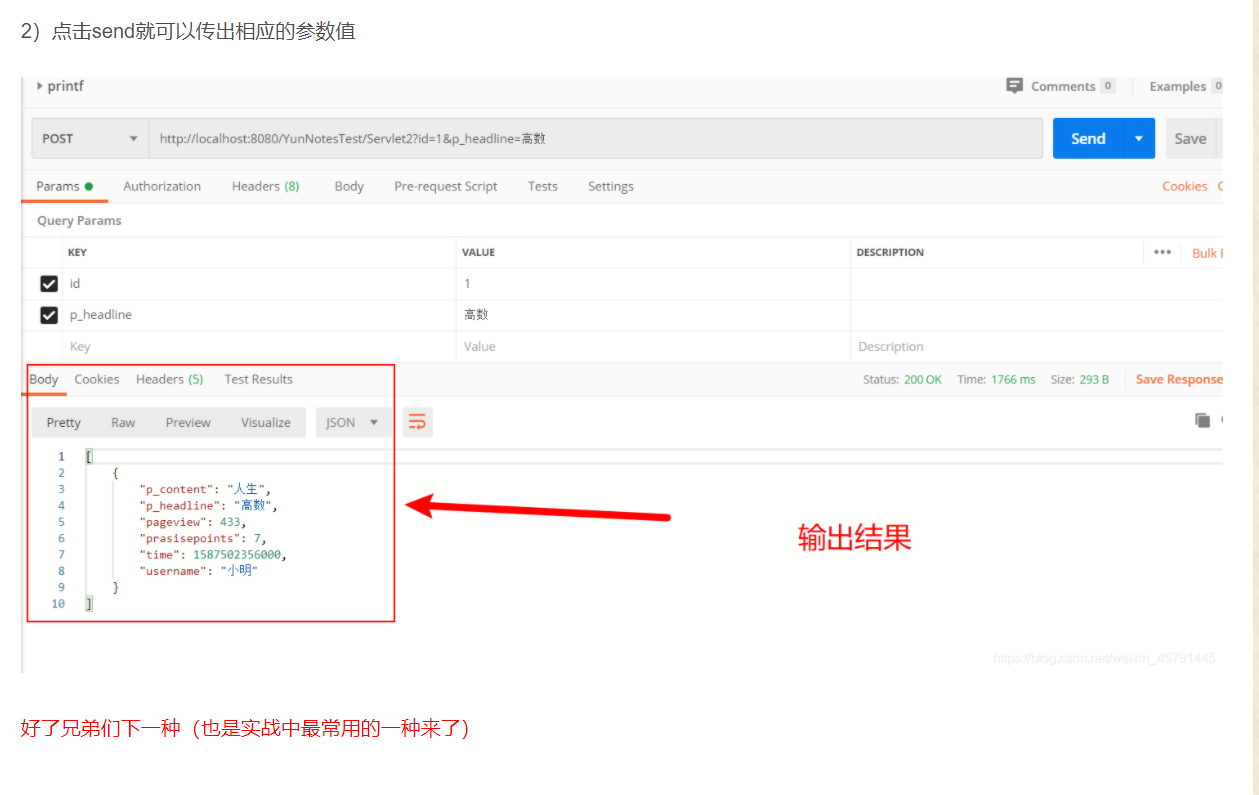 2）点击send就可以传出相应的参数值
printf Comments 0 Examples 0
POST http://localhost:8080/YunNotesTest/Servlet2?id=1&p_headline=高数 Send Save
Params Authorization Headers (8) Body Pre-request Script Tests Settings Cookies
Query Params
KEY VALUE DESCRIPTION ••• Bulk
id 1
p_headline 高数
Key Value Description
Body Cookies Headers (5) Test Results Status: 200 OK Time: 1766 ms Size: 293 B Save Response
Pretty Raw Preview Visualize JSON
1 [
2 {
3 "p_content": "人生",
4 "p_headline": "高数",
5 "pageview": 433,
6 "prasisepoints": 7,
7 "time": 1587502356000,
8 "username": "小明"
9 }
10 ]
输出结果
https://blog.csdn.net/weixin_45791445
好了兄弟们下一种（也是实战中最常用的一种来了）